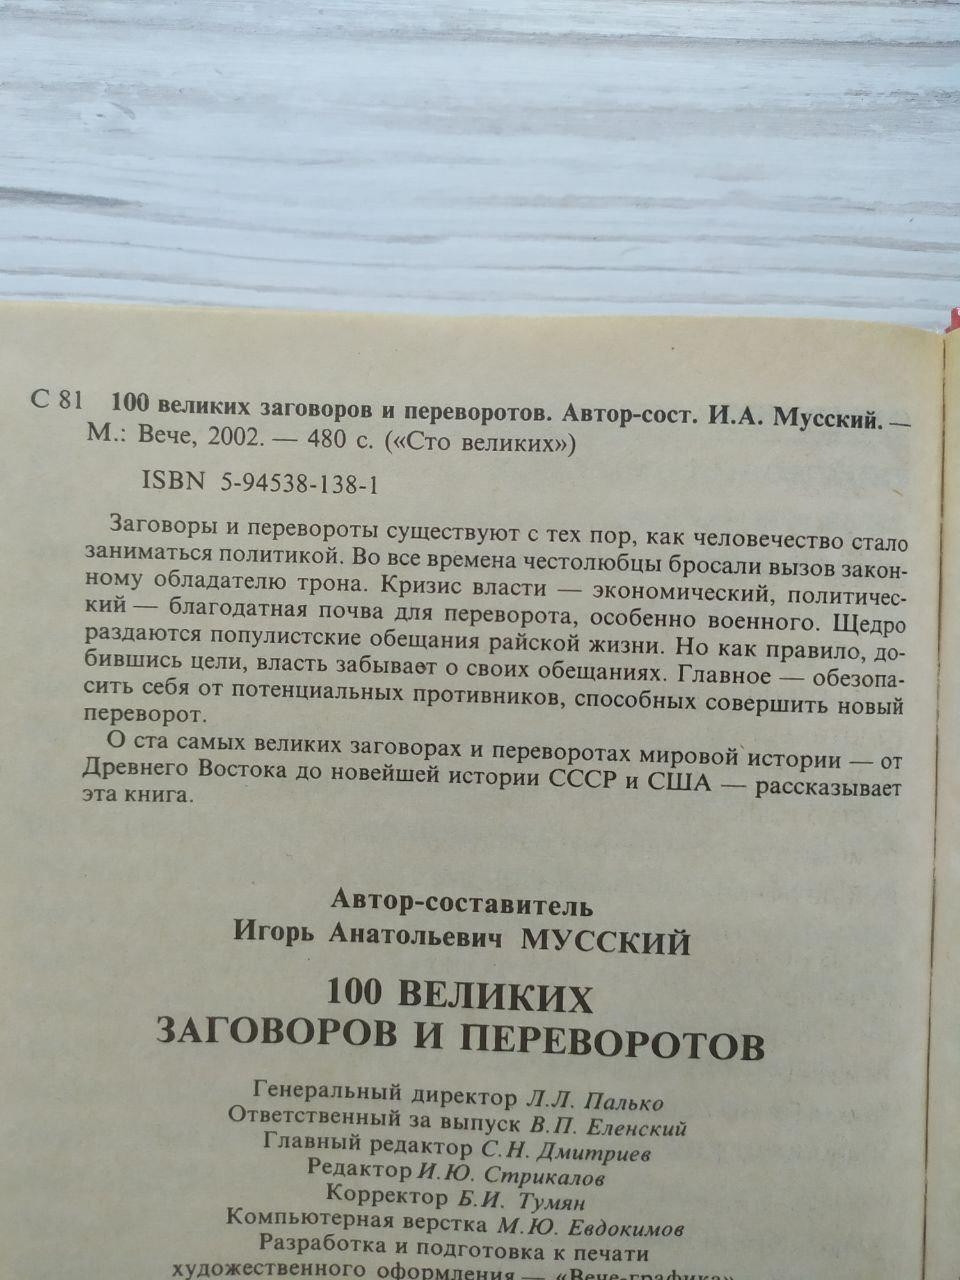 С 81 100 великих заговоров и переворотов. Автор-сост. И.А. Мусский. —
М.: Вече, 2002. — 480 с. («Сто великих»)
ISBN 5-94538-138-1
Заговоры и перевороты существуют с тех пор, как человечество стало
заниматься политикой. Во все времена честолюбцы бросали вызов закон-
ному обладателю трона. Кризис власти — экономический, политичес-
кий — благодатная почва для переворота, особенно военного. Щедро
раздаются популистские обещания райской жизни. Но как правило, до-
бившись цели, власть забывает о своих обещаниях. Главное — обезопа-
сить себя от потенциальных противников, способных совершить новый
переворот.
О ста самых великих заговорах и переворотах мировой истории — от
Древнего Востока до новейшей истории СССР и США — рассказывает
эта книга.
Автор-составитель
Игорь Анатольевич МУССКИЙ
100 ВЕЛИКИХ
ЗАГОВОРОВ И ПЕРЕВОРОТОВ
Генеральный директор Л.Л. Палько
Ответственный за выпуск В.П. Еленский
Главный редактор С.Н. Дмитриев
Редактор И.Ю. Стрикалов
Корректор Б.И. Тумян
Компьютерная верстка М.Ю. Евдокимов
Разработка и подготовка к печати
художественного оформления — «Вече-графика»